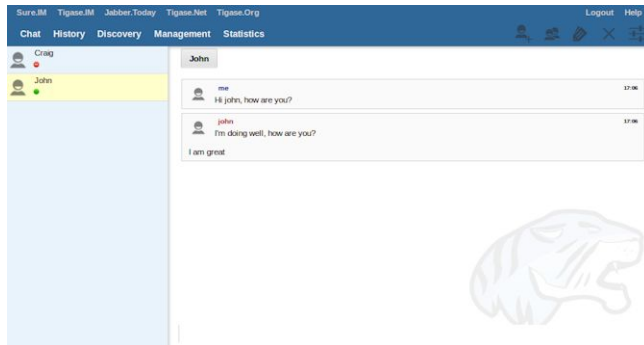 Sure.IM Tigase.IM Jabber.Today Tigase.Net Tigase.Org Logout Help
Chat History Discovery Management Statistics
Craig
John
John
me 17:06
Hi john, how are you?
john 17:06
I'm doing well, how are you?
I am great